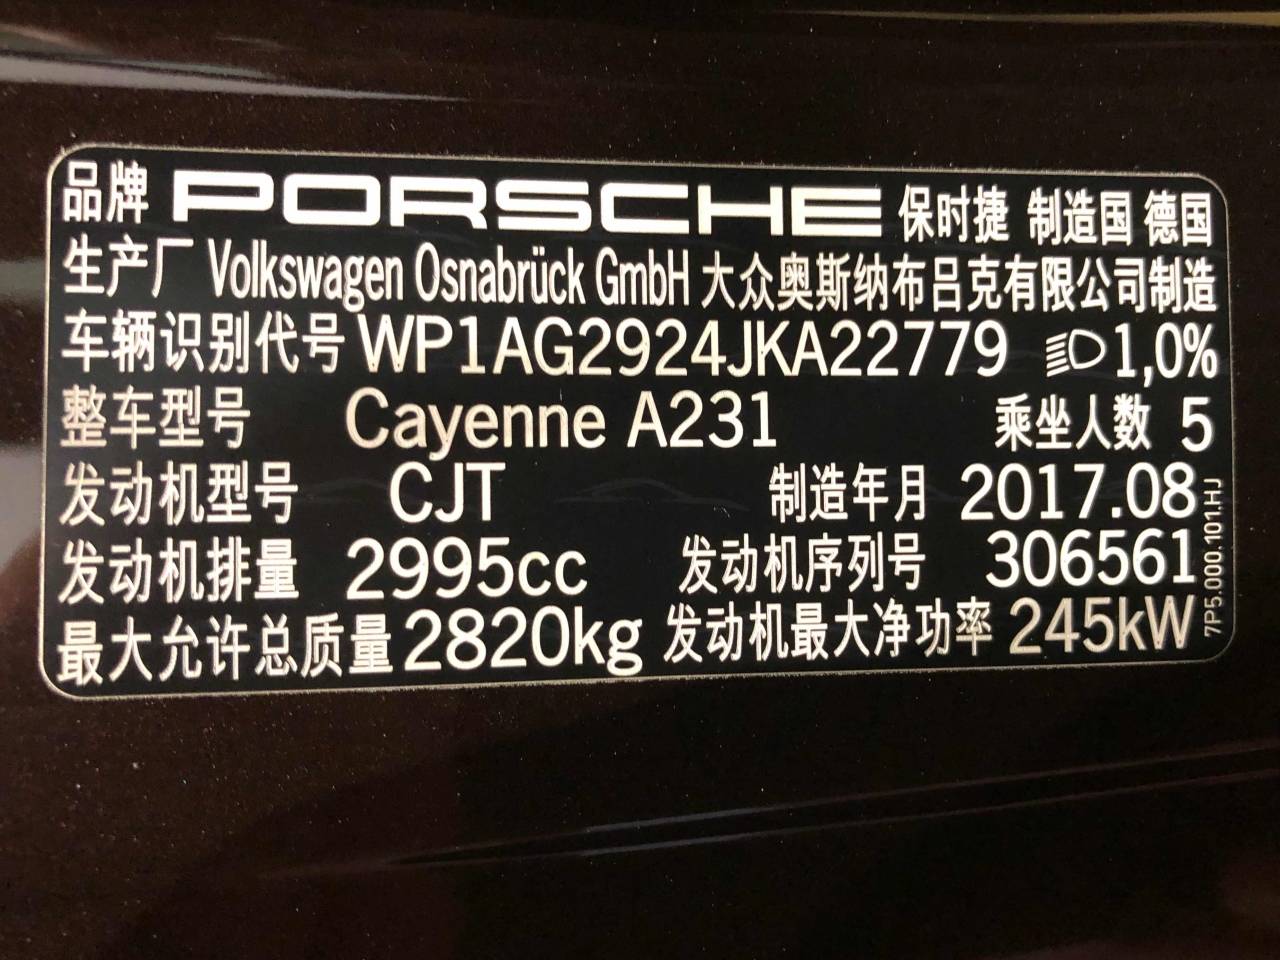 品牌 PORSCHE 保时捷 制造国 德国
生产厂 Volkswagen Osnabrück GmbH 大众奥斯纳布吕克有限公司制造
车辆识别代号 WP1AG2924JKA22779 1,0%
整车型号 Cayenne A231 乘坐人数 5
发动机型号 CJT 制造年月 2017.08
发动机排量 2995cc 发动机序列号 306561
最大允许总质量 2820kg 发动机最大净功率 245kW
7P5.000.101.HJ